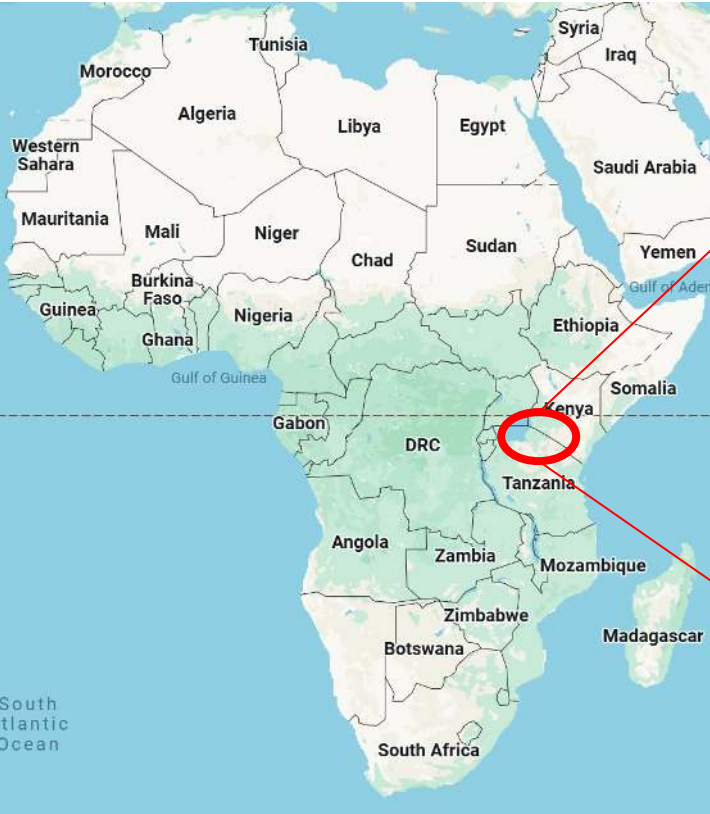 Tunisia
Syria
Iraq
Morocco
Algeria
Libya
Egypt
Western
Sahara
Saudi Arabia
Mauritania
Mali
Niger
Chad
Sudan
Yemen
Burkina
Faso
Gulf of Aden
Guinea
Nigeria
Ghana
Ethiopia
Gulf of Guinea
Somalia
Kenya
Gabon
DRC
Tanzania
Angola
Zambia
Mozambique
Zimbabwe
Madagascar
Botswana
South
tlantic
Ocean
South Africa